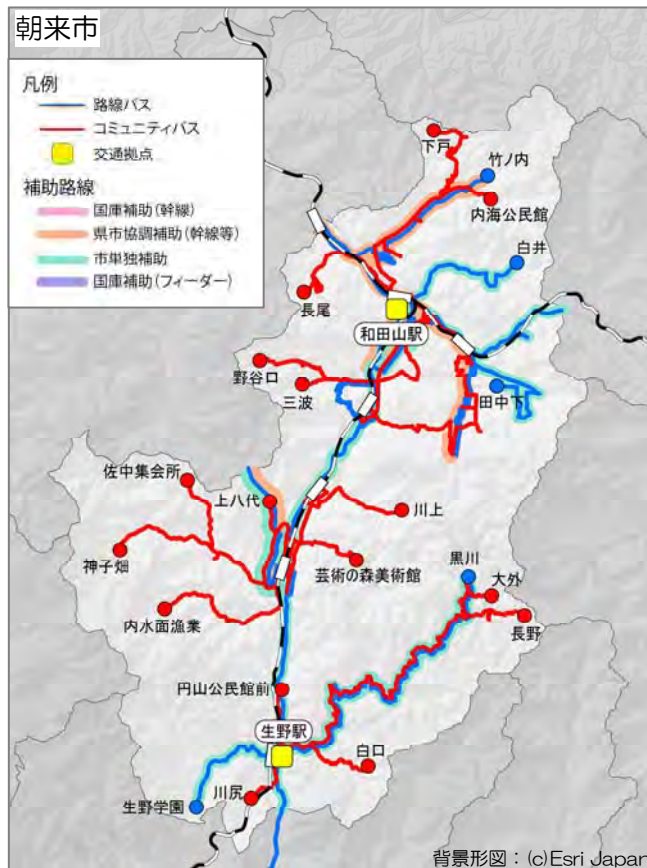 朝来市
凡例
路線バス
コミュニティバス
交通拠点
補助路線
国庫補助(幹線)
県市協調補助(幹線等)
市単独補助
国庫補助(フィーダー)
下戸
竹ノ内
内海公民館
白井
長尾
和田山駅
野谷口
三波
田中下
佐中集会所
上八代
川上
神子畑
芸術の森美術館
黒川
大外
内水面漁業
長野
円山公民館前
生野駅
白口
生野学園
川尻
背景形図:(c)Esri Japan